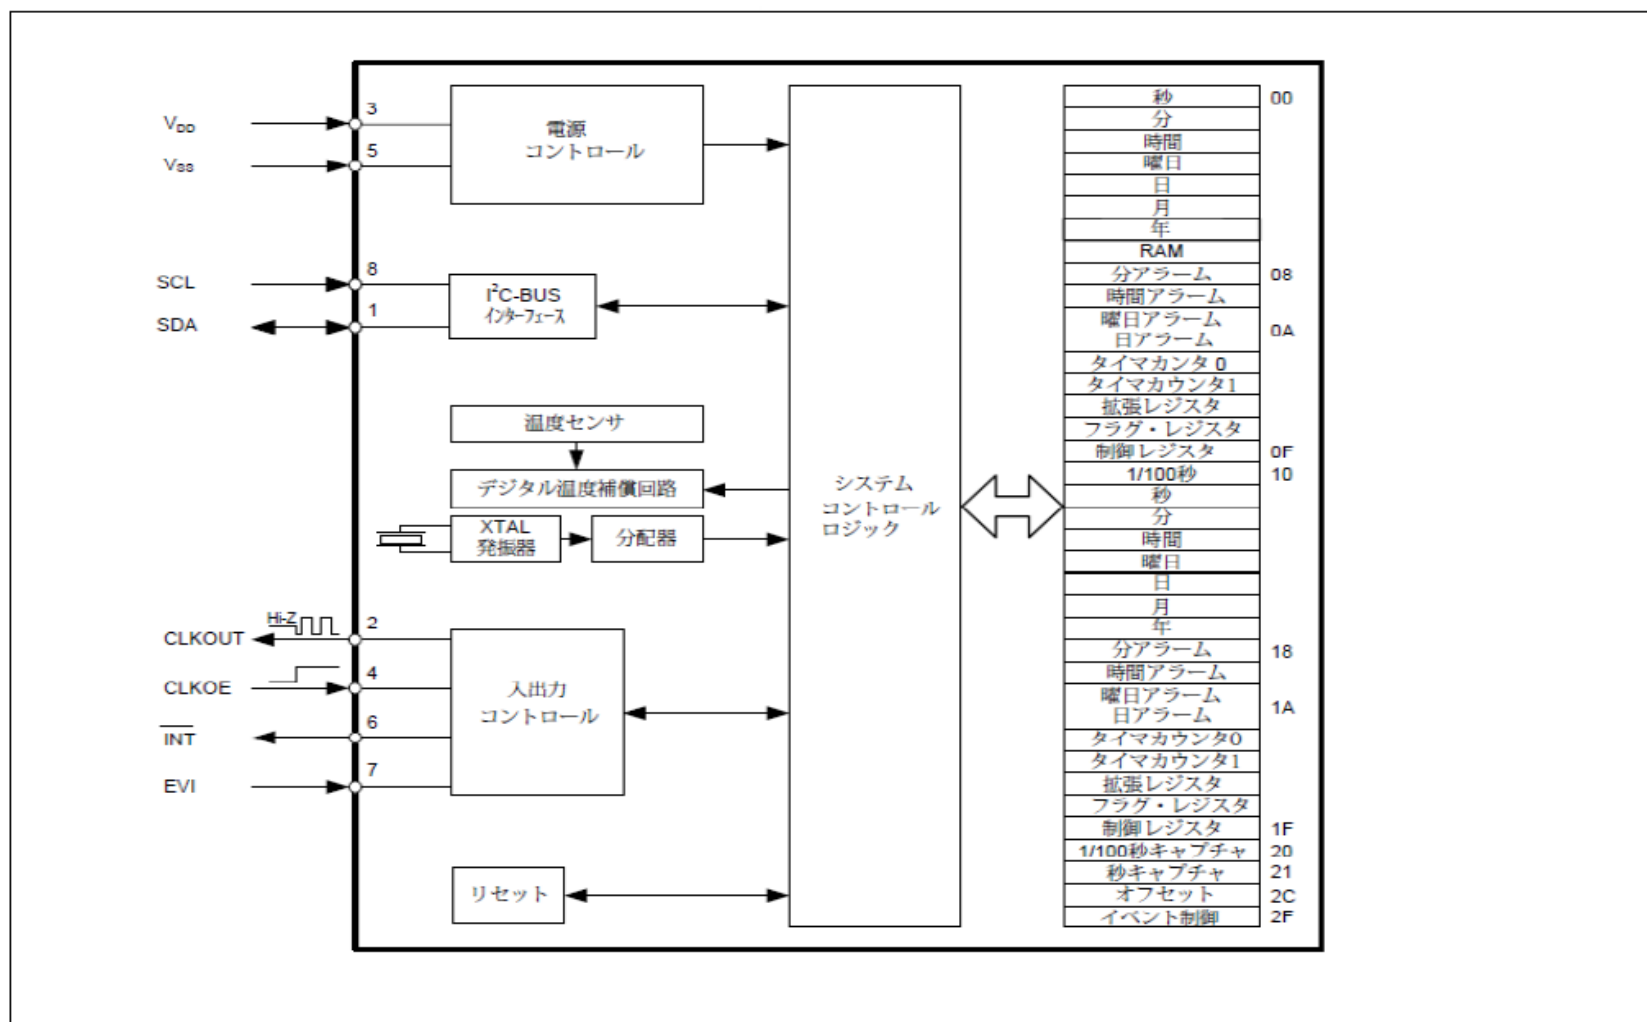 VDD
3
VSS
5
電源
コントロール
SCL
8
SDA
1
I²C-BUS
インターフェース
温度センサ
デジタル温度補償回路
XTAL
発振器
分配器
Hi-Z
CLKOUT
2
CLKOE
4
INT
6
EVI
7
入出力
コントロール
リセット
システム
コントロール
ロジック
秒 00
分
時間
曜日
日
月
年
RAM
分アラーム 08
時間アラーム
曜日アラーム
日アラーム 0A
タイマカンタ 0
タイマカウンタ1
拡張レジスタ
フラグ・レジスタ
制御レジスタ 0F
1/100秒 10
秒
分
時間
曜日
日
月
年
分アラーム 18
時間アラーム
曜日アラーム
日アラーム 1A
タイマカウンタ0
タイマカウンタ1
拡張レジスタ
フラグ・レジスタ
制御レジスタ 1F
1/100秒キャプチャ 20
秒キャプチャ 21
オフセット 2C
イベント制御 2F